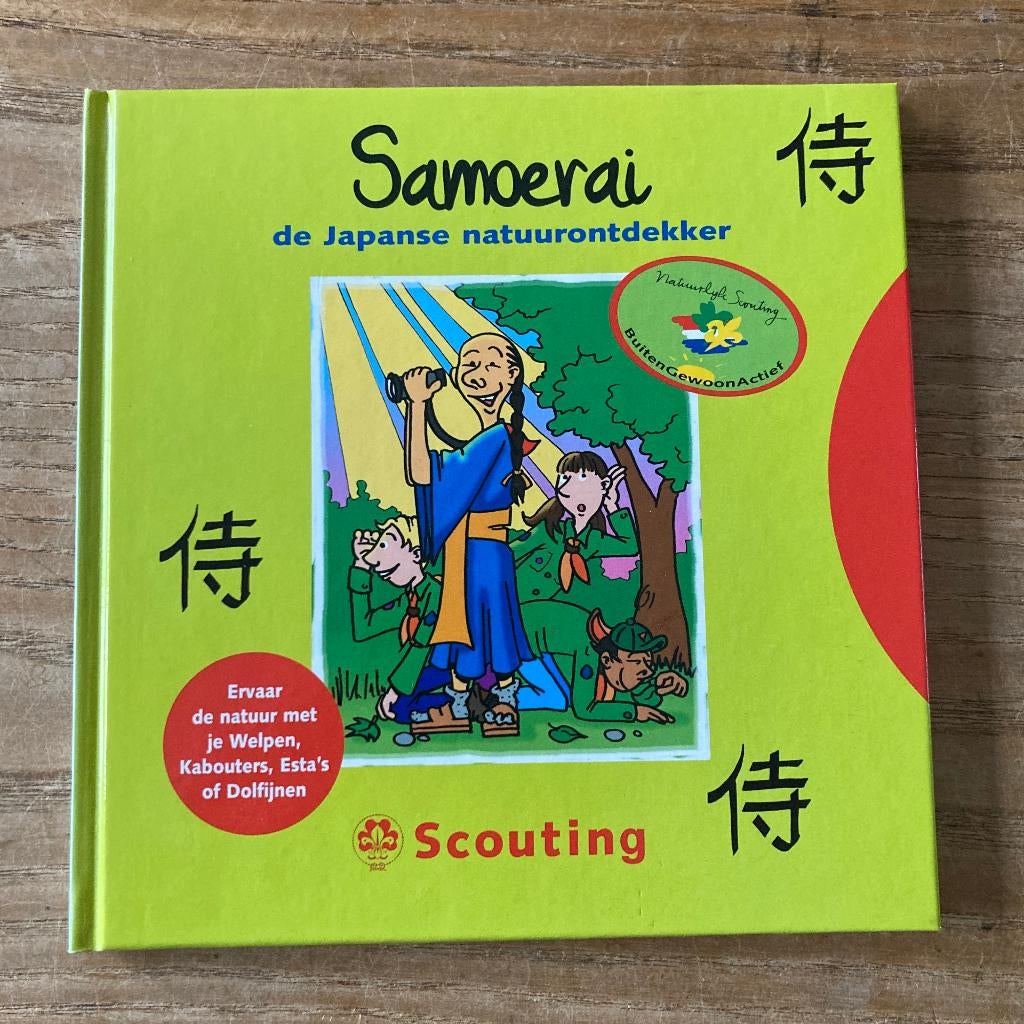 侍
Samoerai
de Japanse natuurontdekker
Natuurlijk Scouting
BuitenGewoonActief
侍
Ervaar
de natuur met
je Welpen,
Kabouters, Esta's
of Dolfijnen
侍
Scouting